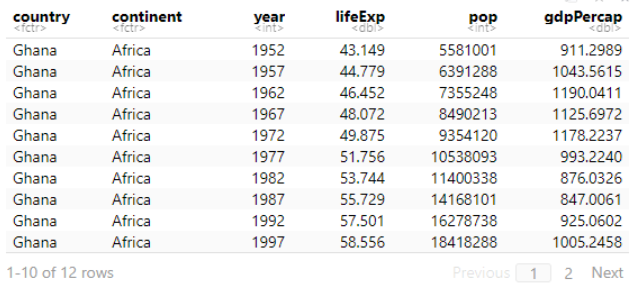 country continent year lifeExp pop gdpPercap
<fctr> <fctr> <int> <dbl> <int> <dbl>
Ghana Africa 1952 43.149 5581001 911.2989
Ghana Africa 1957 44.779 6391288 1043.5615
Ghana Africa 1962 46.452 7355248 1190.0411
Ghana Africa 1967 48.072 8490213 1125.6972
Ghana Africa 1972 49.875 9354120 1178.2237
Ghana Africa 1977 51.756 10538093 993.2240
Ghana Africa 1982 53.744 11400338 876.0326
Ghana Africa 1987 55.729 14168101 847.0061
Ghana Africa 1992 57.501 16278738 925.0602
Ghana Africa 1997 58.556 18418288 1005.2458
1-10 of 12 rows Previous 1 2 Next